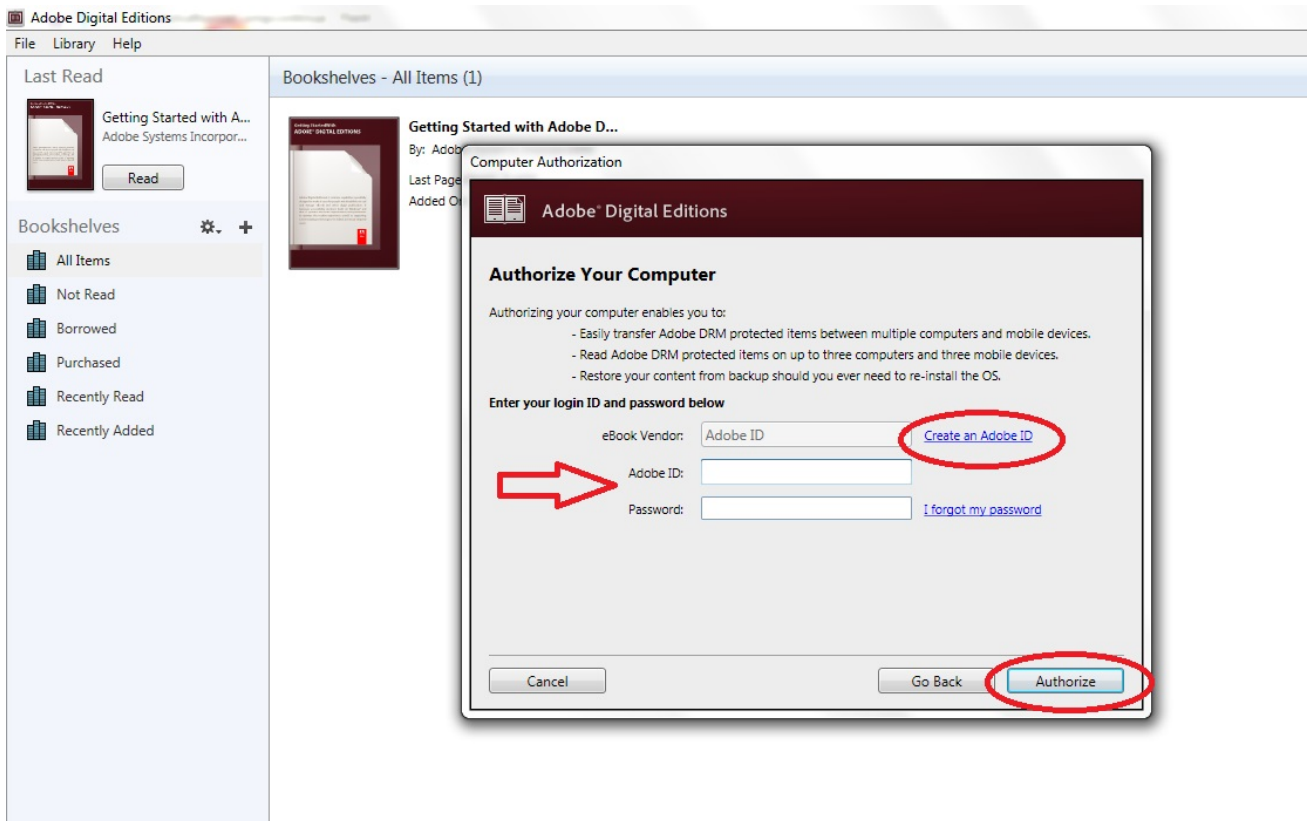 Adobe Digital Editions
File Library Help
Last Read
Getting Started with A...
Adobe Systems Incorpor...
Read
Bookshelves
All Items
Not Read
Borrowed
Purchased
Recently Read
Recently Added
Bookshelves - All Items (1)
Getting Started with Adobe D...
By: Adob
Last Page
Added O
Computer Authorization
Adobe® Digital Editions
Authorize Your Computer
Authorizing your computer enables you to:
- Easily transfer Adobe DRM protected items between multiple computers and mobile devices.
- Read Adobe DRM protected items on up to three computers and three mobile devices.
- Restore your content from backup should you ever need to re-install the OS.
Enter your login ID and password below
eBook Vendor: Adobe ID Create an Adobe ID
Adobe ID:
Password: I forgot my password
Cancel Go Back Authorize